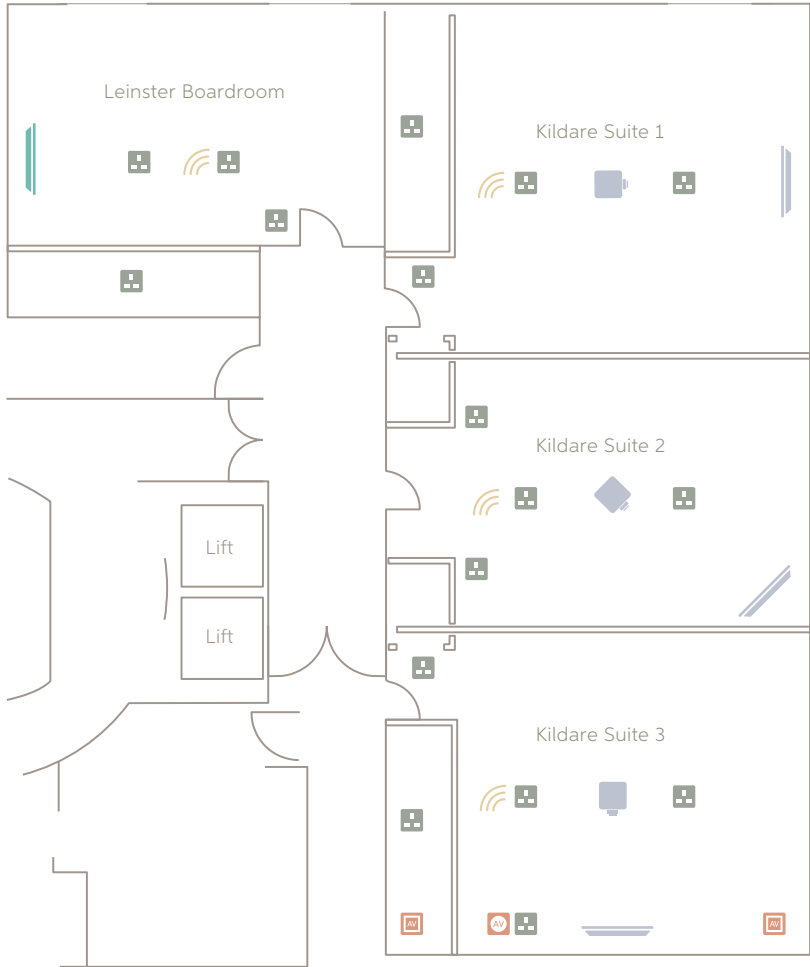 Leinster Boardroom
Kildare Suite 1
Kildare Suite 2
Lift
Lift
Kildare Suite 3
AV
AV
AV